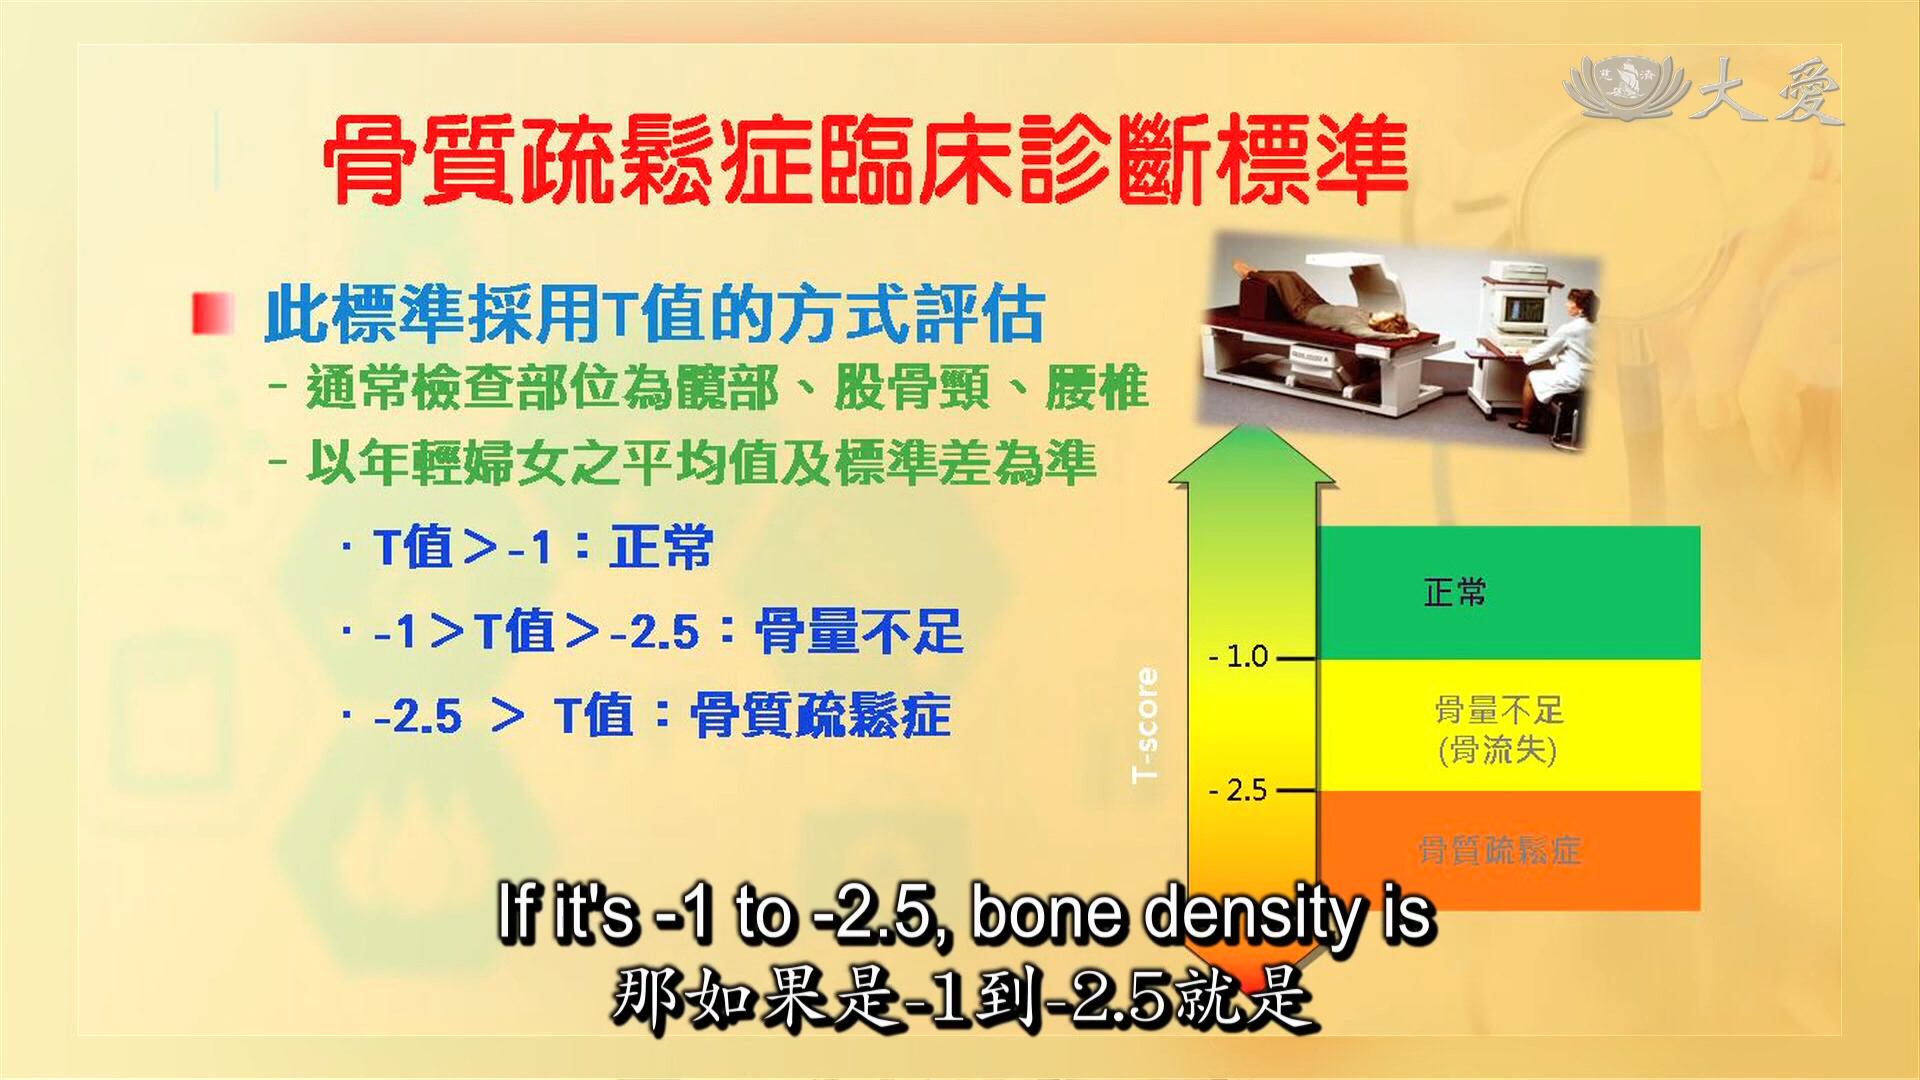 大愛
慈濟
骨質疏鬆症臨床診斷標準
此標準採用T值的方式評估
- 通常檢查部位為髖部、股骨頸、腰椎
- 以年輕婦女之平均值及標準差為準
· T值＞-1：正常
· -1＞T值＞-2.5：骨量不足
· -2.5 ＞ T值：骨質疏鬆症
T-score
- 1.0
- 2.5
正常
骨量不足
(骨流失)
骨質疏鬆症
If it's -1 to -2.5, bone density is
那如果是-1到-2.5就是